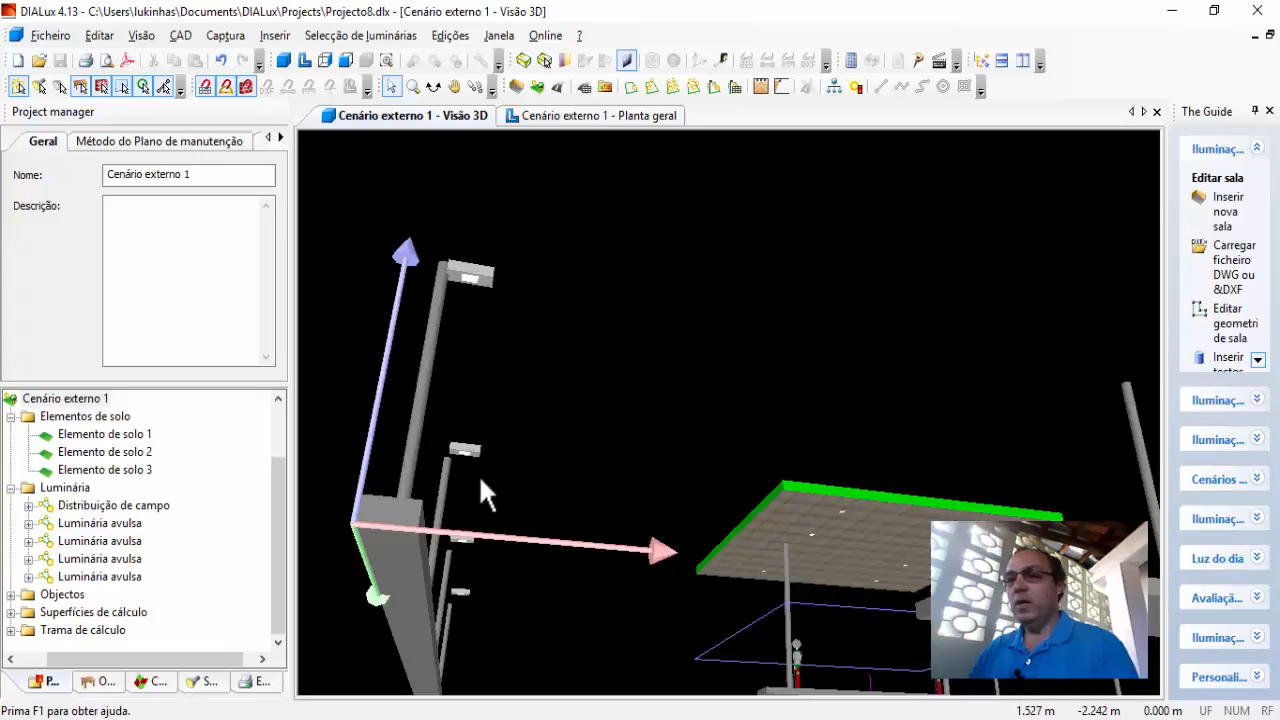 DIALux 4.13 - C:\Users\lukinhas\Documents\DIALux\Projects\Projecto8.dlx - [Cenário externo 1 - Visão 3D]
Ficheiro Editar Visão CAD Captura Inserir Selecção de luminárias Edições Janela Online ?
Project manager
Cenário externo 1 - Visão 3D
Cenário externo 1 - Planta geral
The Guide
Geral
Método do Plano de manutenção
Nome:
Cenário externo 1
Descrição:
Cenário externo 1
Elementos de solo
Elemento de solo 1
Elemento de solo 2
Elemento de solo 3
Luminária
Distribuição de campo
Luminária avulsa
Luminária avulsa
Luminária avulsa
Luminária avulsa
Objectos
Superfícies de cálculo
Trama de cálculo
P... O... C... S... E...
Iluminaç...
Editar sala
Inserir
nova
sala
Carregar
ficheiro
DWG ou
&DXF
Editar
geometri
de sala
Inserir
Iluminaç...
Iluminaç...
Cenários ...
Iluminaç...
Luz do dia
Avaliaçã...
Iluminaç...
Personali...
Prima F1 para obter ajuda.
1.527 m -2.242 m 0.000 m UF NUM RF